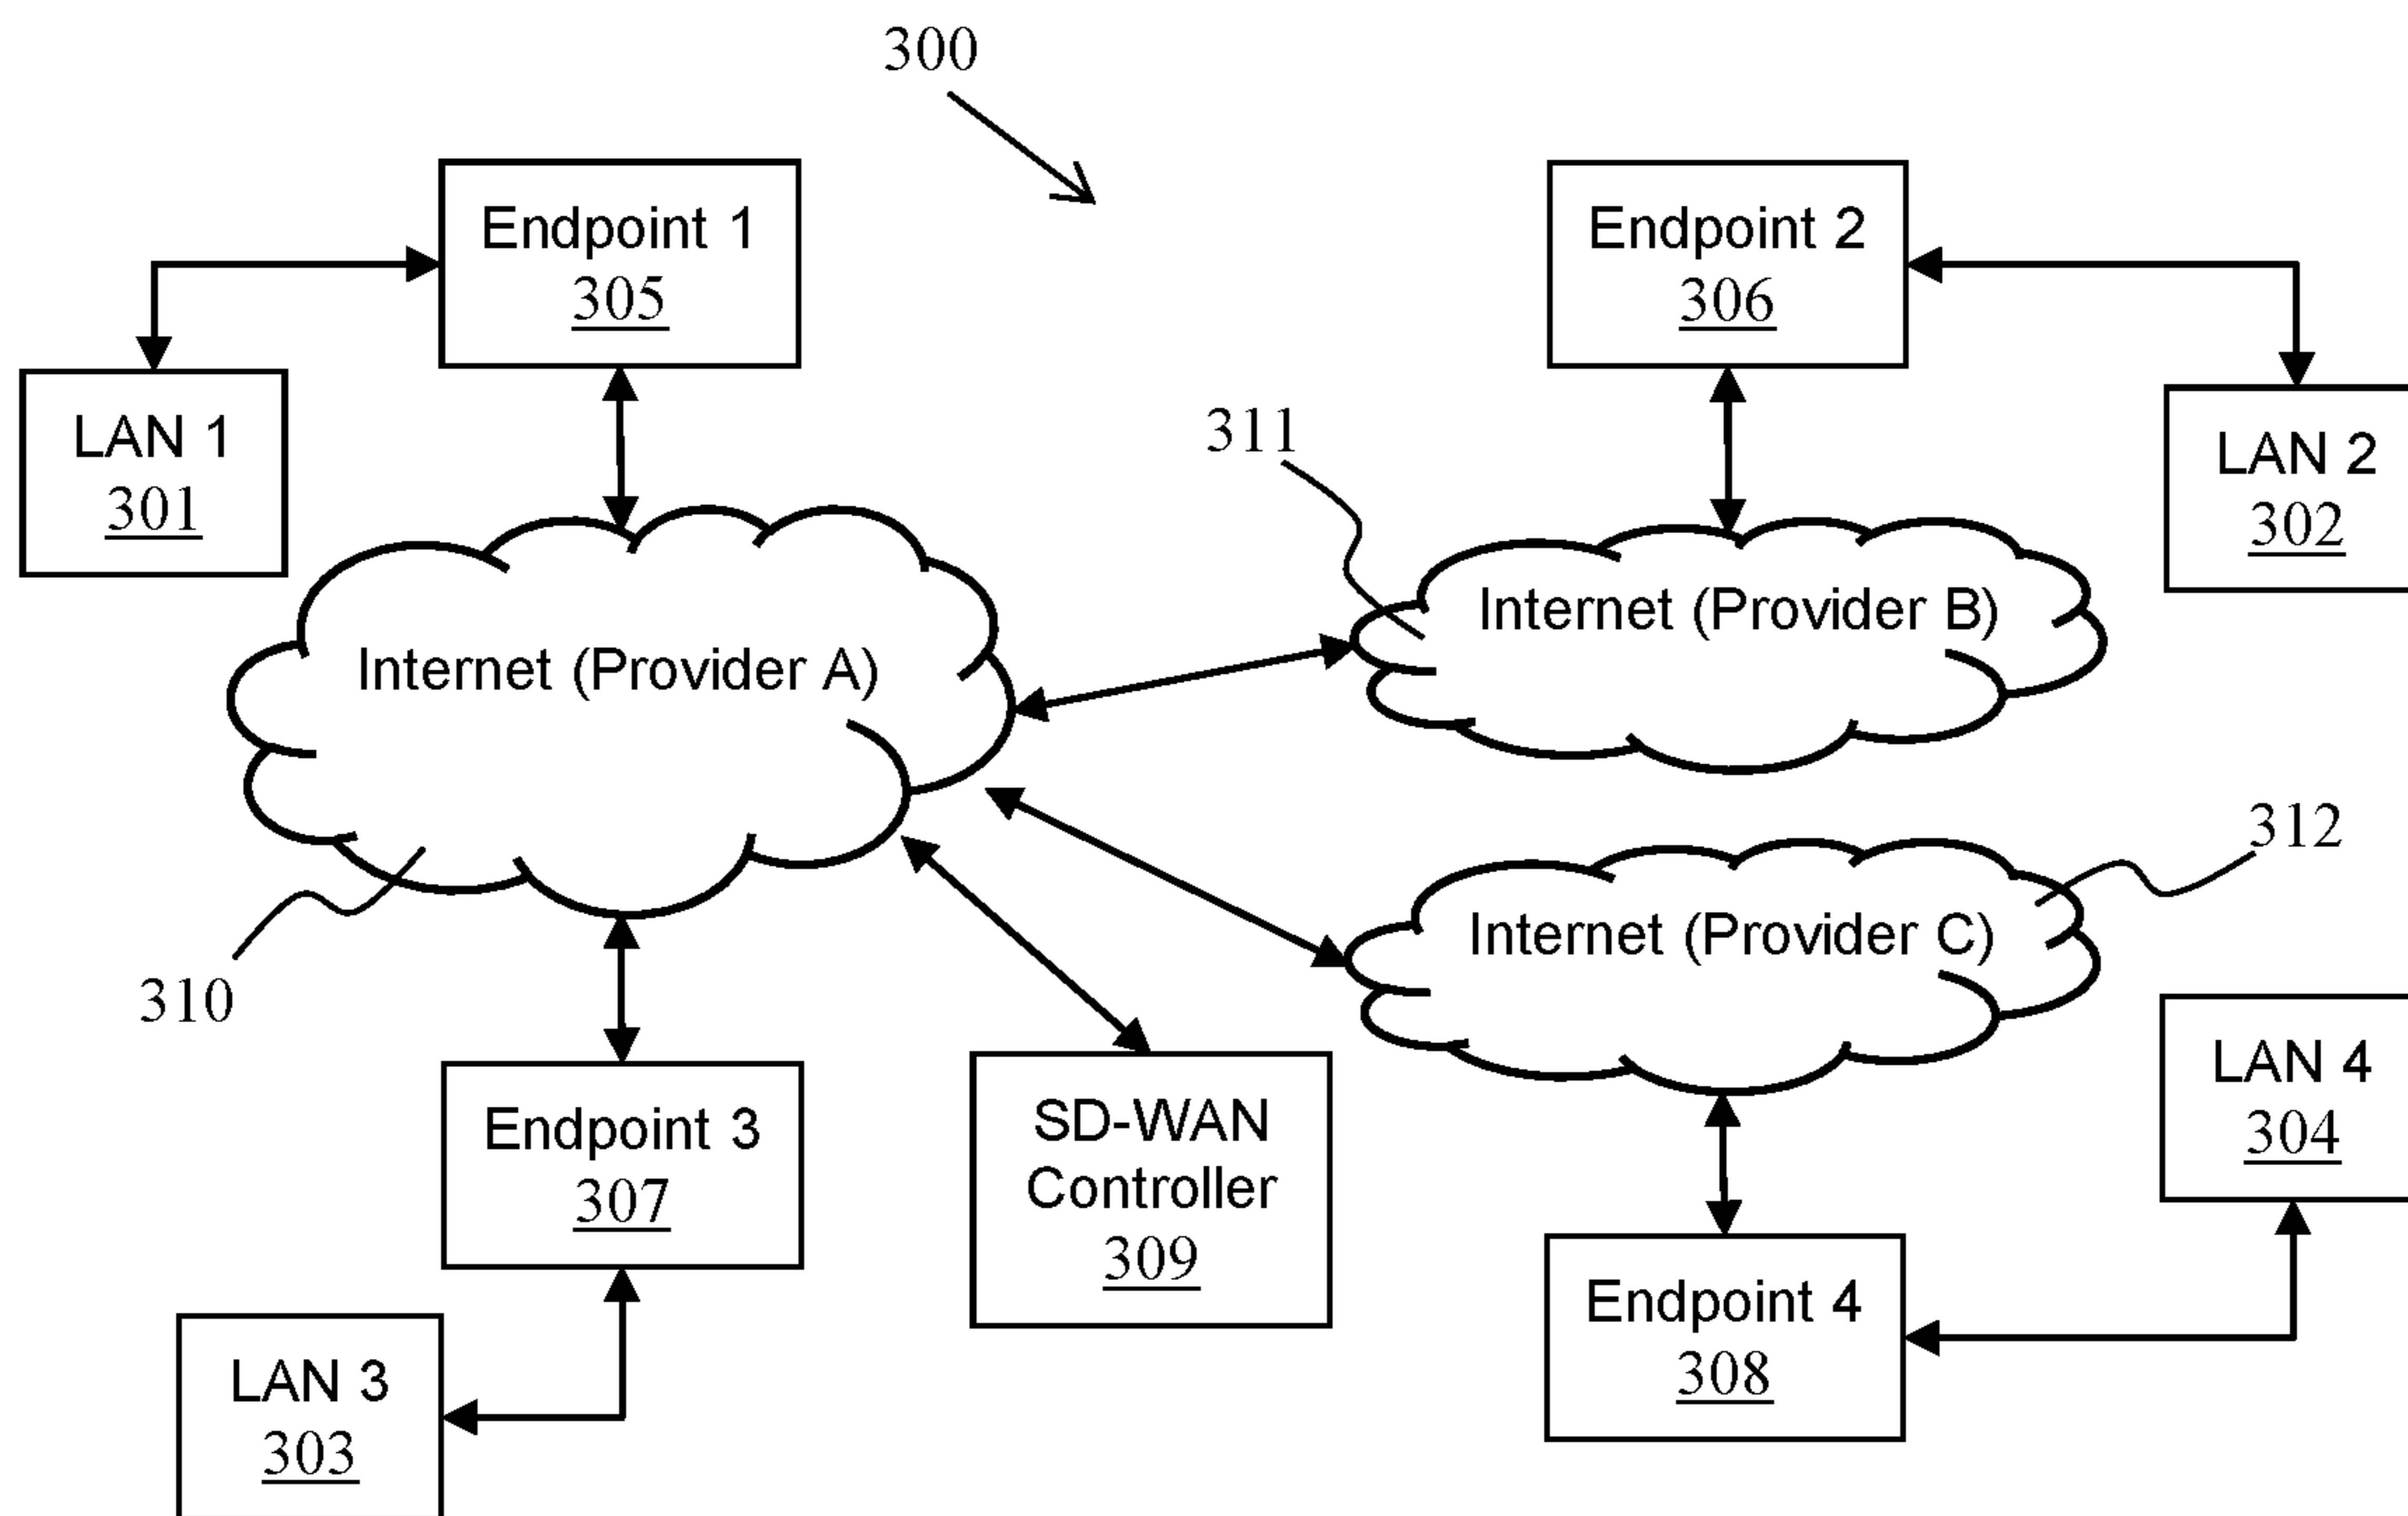 300
Endpoint 1
305
Endpoint 2
306
LAN 1
301
311
LAN 2
302
Internet (Provider A)
Internet (Provider B)
312
Internet (Provider C)
310
Endpoint 3
307
SD-WAN
Controller
309
LAN 4
304
Endpoint 4
308
LAN 3
303